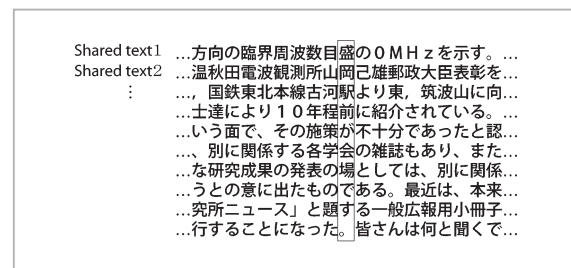 Shared text1 …方向の臨界周波数目盛の０ＭＨｚを示す。…
Shared text2 …温秋田電波観測所山岡己雄郵政大臣表彰を…
⋮ …，国鉄東北本線古河駅より東，筑波山に向…
…士達により１０年程前に紹介されている。…
…いう面で、その施策が不十分であったと認…
…、別に関係する各学会の雑誌もあり、また…
…な研究成果の発表の場としては、別に関係…
…うとの意に出たものである。最近は、本来…
…究所ニュース」と題する一般広報用小冊子…
…行することになった。皆さんは何と聞くで…